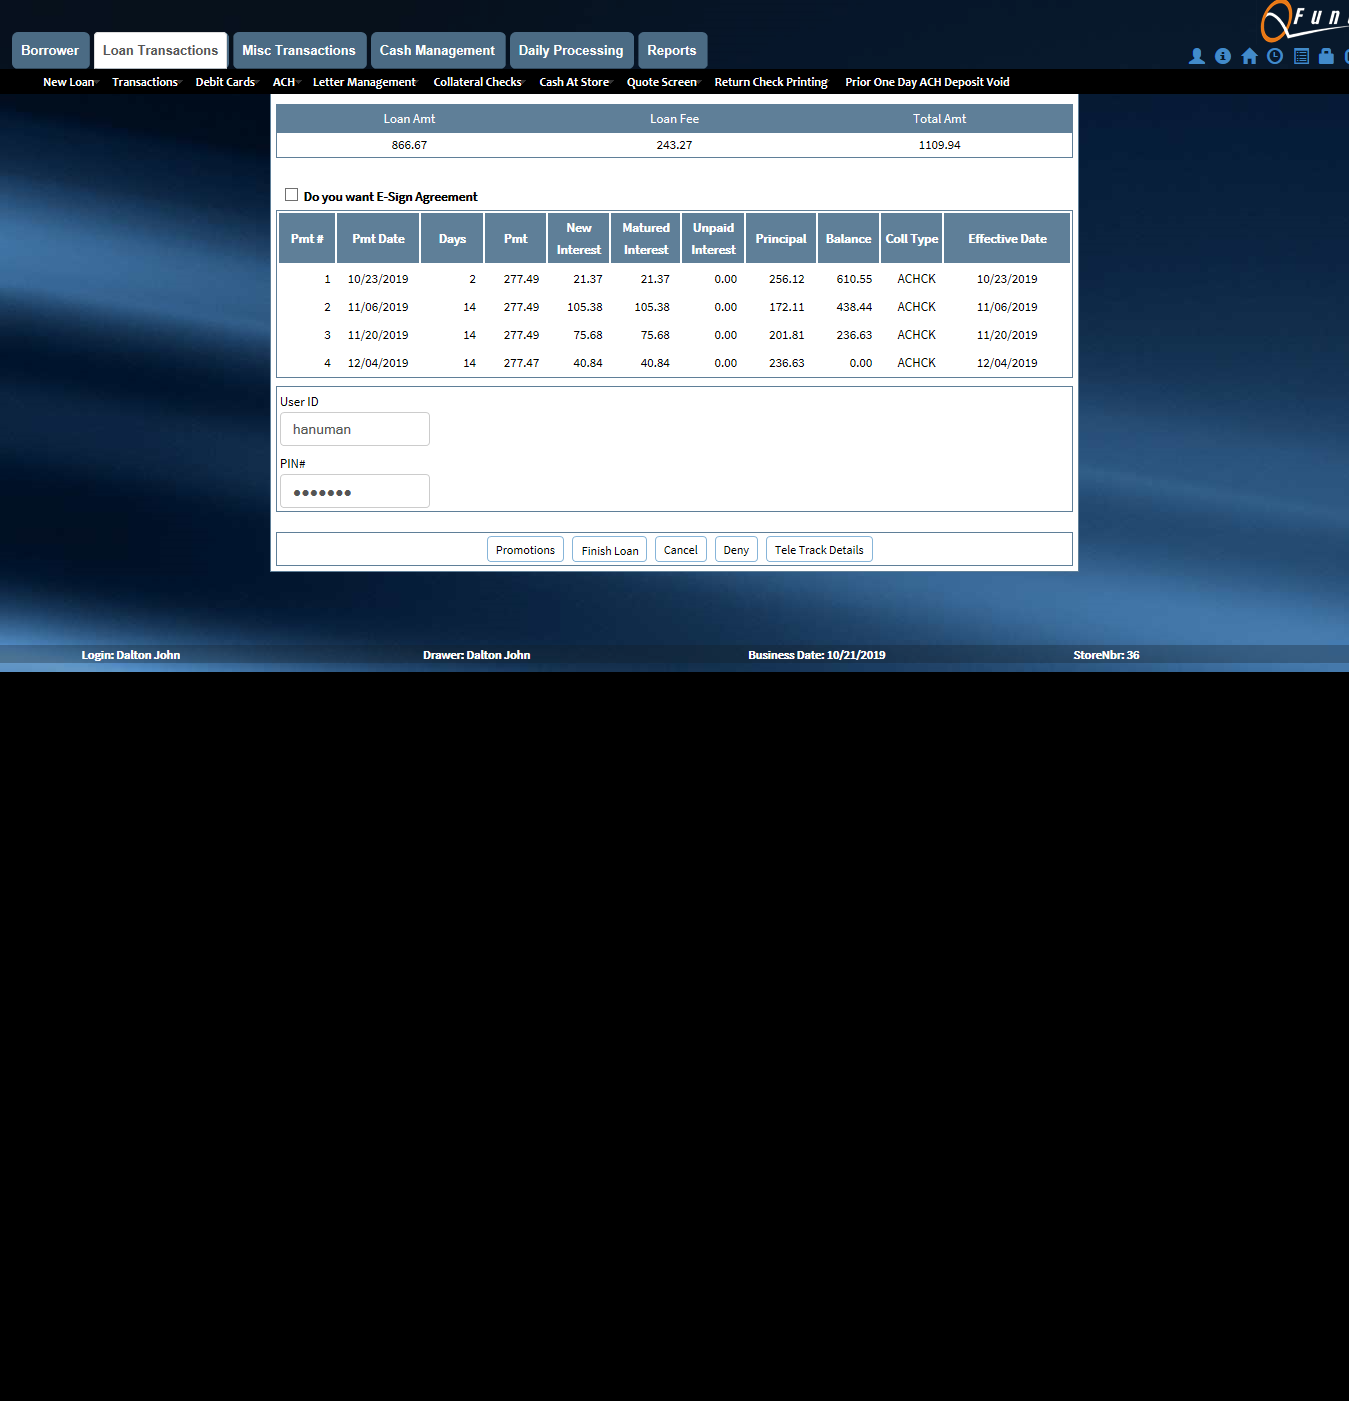 Fun
Borrower Loan Transactions Misc Transactions Cash Management Daily Processing Reports
New Loan Transactions Debit Cards ACH Letter Management Collateral Checks Cash At Store Quote Screen Return Check Printing Prior One Day ACH Deposit Void
Loan Amt Loan Fee Total Amt
866.67 243.27 1109.94
Do you want E-Sign Agreement
Pmt # Pmt Date Days Pmt New Interest Matured Interest Unpaid Interest Principal Balance Coll Type Effective Date
1 10/23/2019 2 277.49 21.37 21.37 0.00 256.12 610.55 ACHCK 10/23/2019
2 11/06/2019 14 277.49 105.38 105.38 0.00 172.11 438.44 ACHCK 11/06/2019
3 11/20/2019 14 277.49 75.68 75.68 0.00 201.81 236.63 ACHCK 11/20/2019
4 12/04/2019 14 277.47 40.84 40.84 0.00 236.63 0.00 ACHCK 12/04/2019
User ID
hanuman
PIN#
•••••••
Promotions Finish Loan Cancel Deny Tele Track Details
Login: Dalton John Drawer: Dalton John Business Date: 10/21/2019 StoreNbr: 36